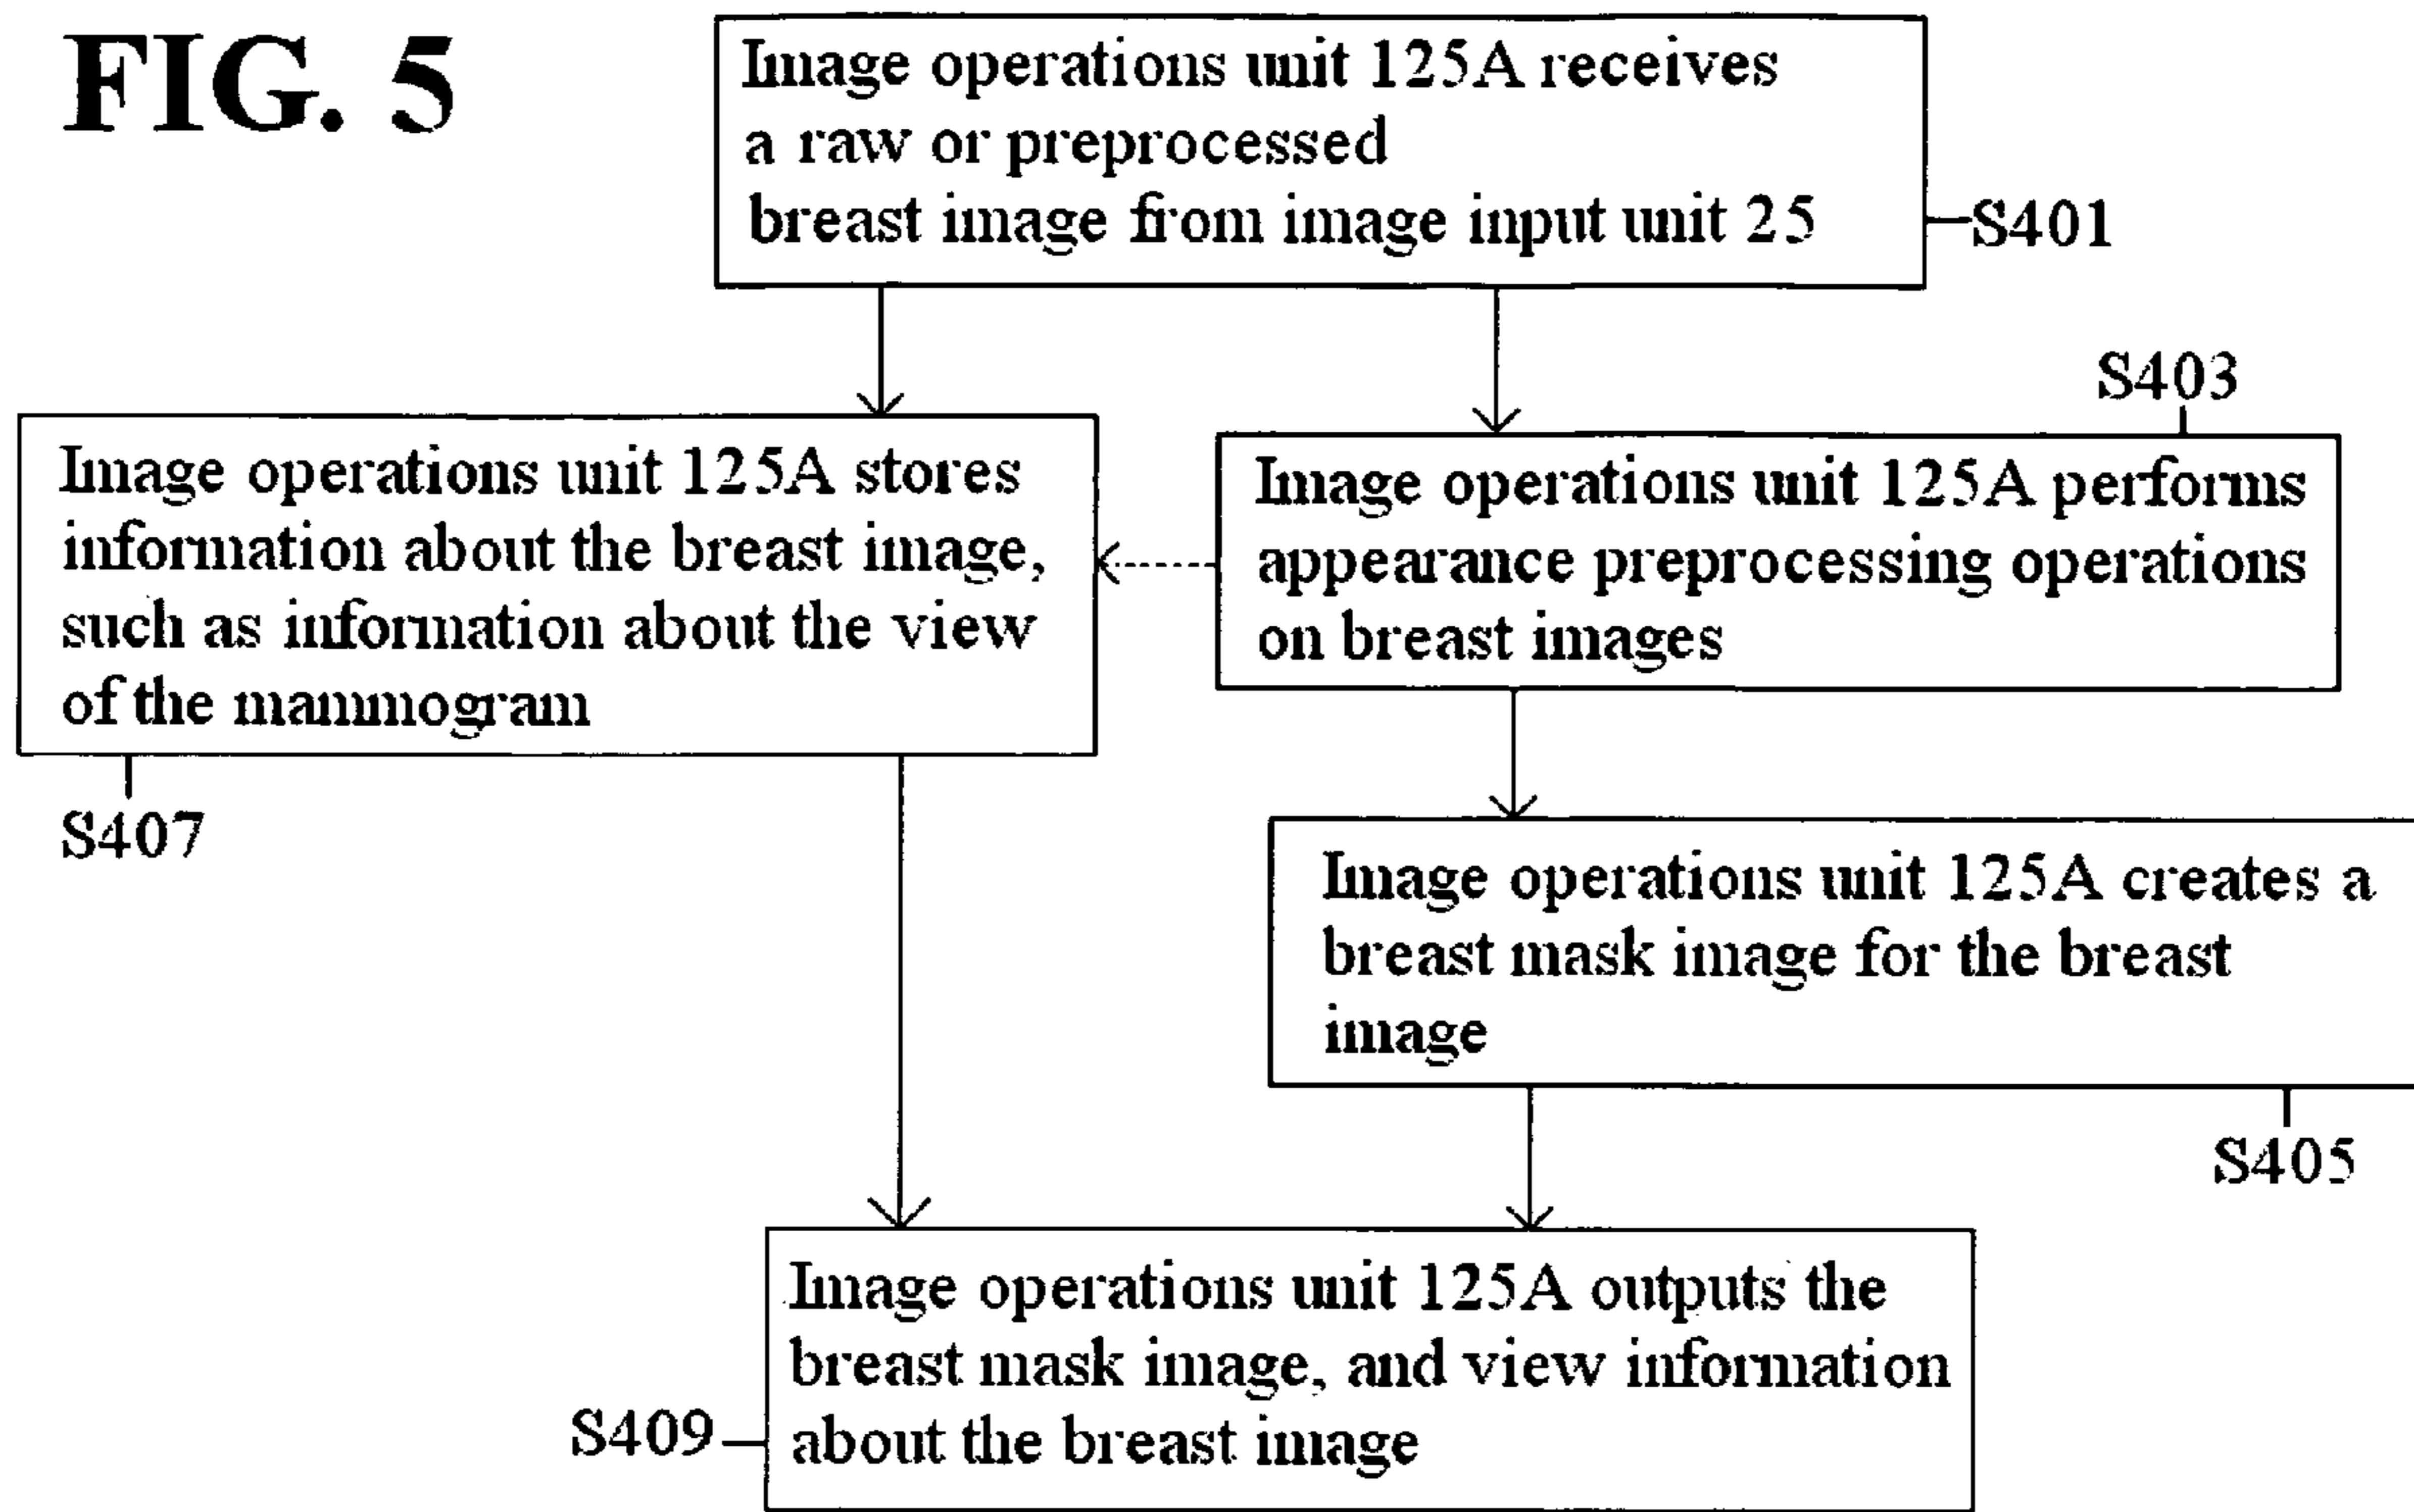 FIG. 5
Image operations unit 125A receives
a raw or preprocessed
breast image from image input unit 25
S401
S403
Image operations unit 125A stores
information about the breast image,
such as information about the view
of the mammogram
S407
Image operations unit 125A performs
appearance preprocessing operations
on breast images
Image operations unit 125A creates a
breast mask image for the breast
image
S405
Image operations unit 125A outputs the
breast mask image, and view information
about the breast image
S409